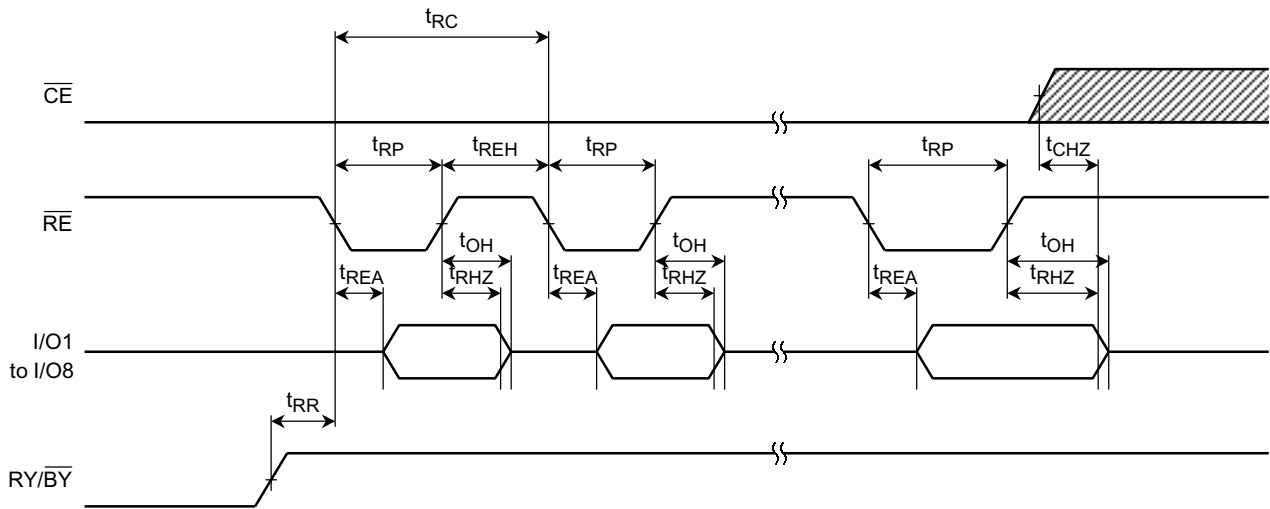 tRC
CE
tRP tREH tRP tRP tCHZ
RE
tOH tOH tOH
tREA tRHZ tREA tRHZ tREA tRHZ
I/O1
to I/O8
tRR
RY/BY